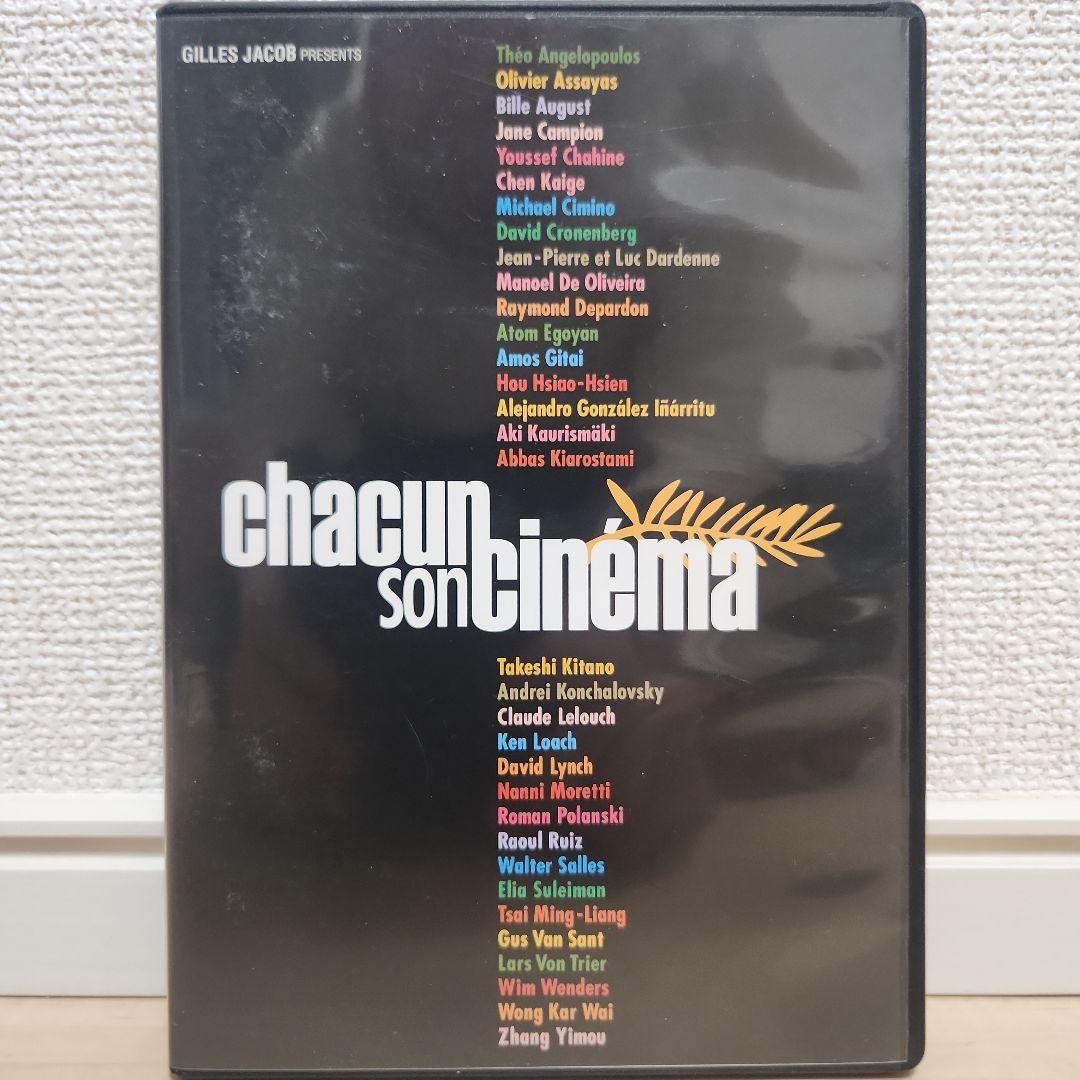 GILLES JACOB PRESENTS
Théo Angelopoulos
Olivier Assayas
Bille August
Jane Campion
Youssef Chahine
Chen Kaige
Michael Cimino
David Cronenberg
Jean-Pierre et Luc Dardenne
Manoel De Oliveira
Raymond Depardon
Atom Egoyan
Amos Gitai
Hou Hsiao-Hsien
Alejandro González Iñárritu
Aki Kaurismäki
Abbas Kiarostami
chacun
son cinéma
Takeshi Kitano
Andrei Konchalovsky
Claude Lelouch
Ken Loach
David Lynch
Nanni Moretti
Roman Polanski
Raoul Ruiz
Walter Salles
Elia Suleiman
Tsai Ming-Liang
Gus Van Sant
Lars Von Trier
Wim Wenders
Wong Kar Wai
Zhang Yimou